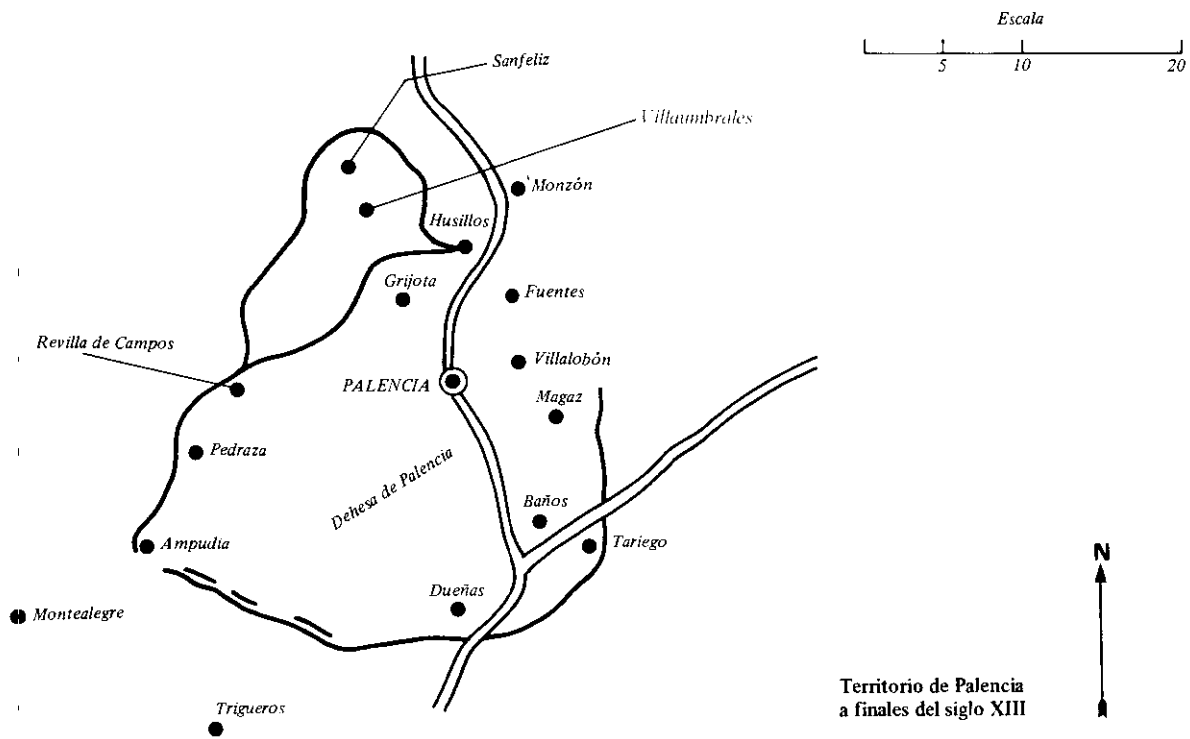 Escala
5 10 20
Sanfeliz
Villaumbrales
Monzón
Husillos
Grijota
Fuentes
Revilla de Campos
Villalobón
PALENCIA
Magaz
Pedraza
Dehesa de Palencia
Baños
Ampudia
Tariego
N
Dueñas
Montealegre
Territorio de Palencia
a finales del siglo XIII
Trigueros